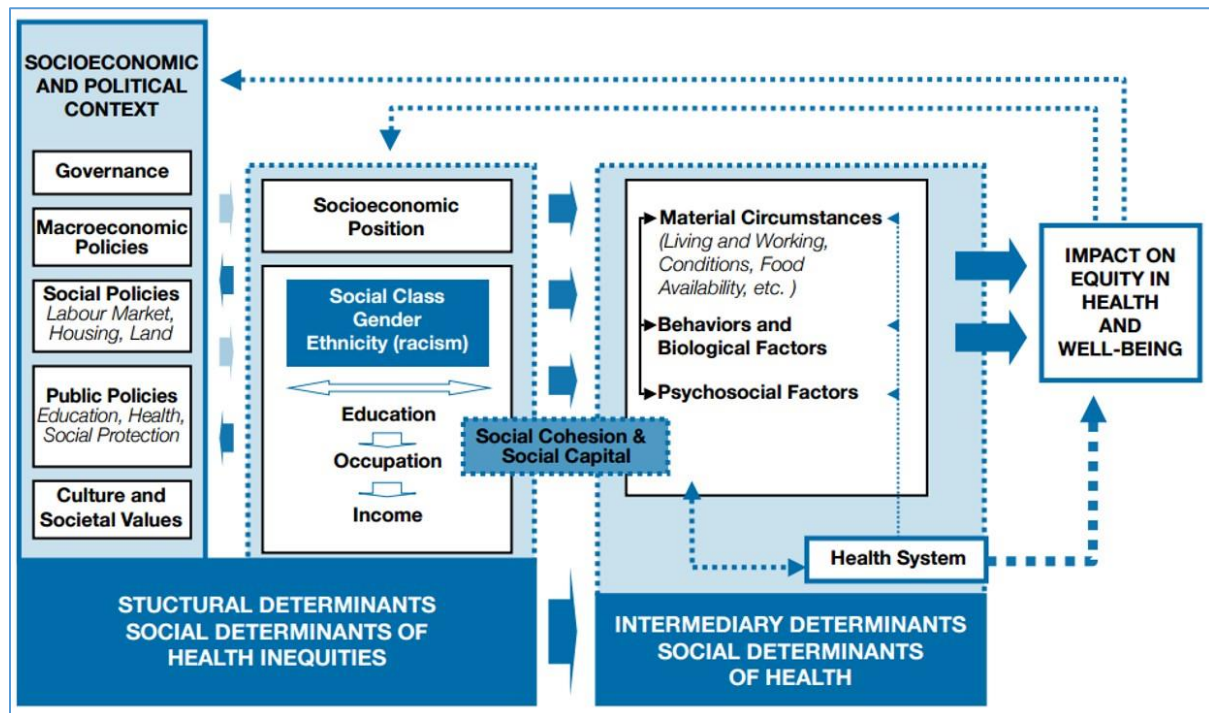 SOCIOECONOMIC
AND POLITICAL
CONTEXT
Governance
Macroeconomic
Policies
Social Policies
Labour Market,
Housing, Land
Public Policies
Education, Health,
Social Protection
Culture and
Societal Values
Socioeconomic
Position
Social Class
Gender
Ethnicity (racism)
Education
Occupation
Income
Social Cohesion &
Social Capital
Material Circumstances
(Living and Working,
Conditions, Food
Availability, etc. )
Behaviors and
Biological Factors
Psychosocial Factors
Health System
IMPACT ON
EQUITY IN
HEALTH
AND
WELL-BEING
STUCTURAL DETERMINANTS
SOCIAL DETERMINANTS OF
HEALTH INEQUITIES
INTERMEDIARY DETERMINANTS
SOCIAL DETERMINANTS
OF HEALTH